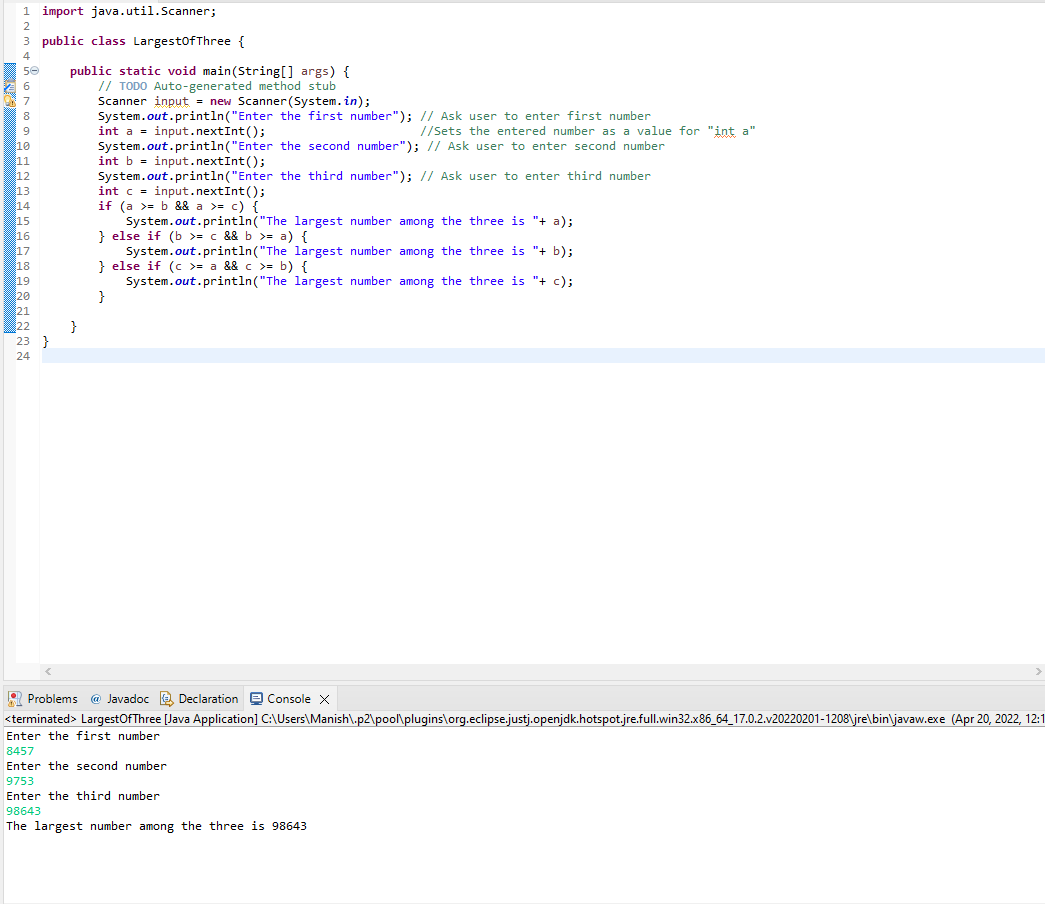 1 import java.util.Scanner;
2
3 public class LargestOfThree {
4
5     public static void main(String[] args) {
6         // TODO Auto-generated method stub
7         Scanner input = new Scanner(System.in);
8         System.out.println("Enter the first number"); // Ask user to enter first number
9         int a = input.nextInt();                      //Sets the entered number as a value for "int a"
10         System.out.println("Enter the second number"); // Ask user to enter second number
11         int b = input.nextInt();
12         System.out.println("Enter the third number"); // Ask user to enter third number
13         int c = input.nextInt();
14         if (a >= b && a >= c) {
15             System.out.println("The largest number among the three is "+ a);
16         } else if (b >= c && b >= a) {
17             System.out.println("The largest number among the three is "+ b);
18         } else if (c >= a && c >= b) {
19             System.out.println("The largest number among the three is "+ c);
20         }
21
22     }
23 }
24
Problems @ Javadoc Declaration Console
<terminated> LargestOfThree [Java Application] C:\Users\Manish\.p2\pool\plugins\org.eclipse.justj.openjdk.hotspot.jre.full.win32.x86_64_17.0.2.v20220201-1208\jre\bin\javaw.exe (Apr 20, 2022, 12:1
Enter the first number
8457
Enter the second number
9753
Enter the third number
98643
The largest number among the three is 98643